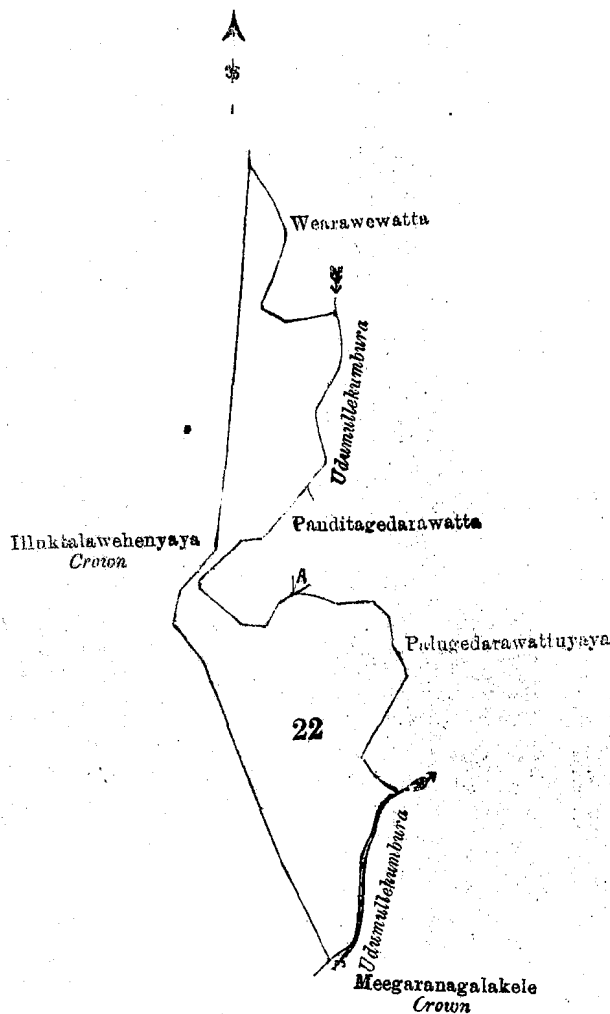 Wearawewatta
Udumullekumbura
Panditagedarawatta
Illuktalawehenyaya
Crown
A
Palugedarawattuyaya
22
Udumullekumbura
Meegaranagalakele
Crown